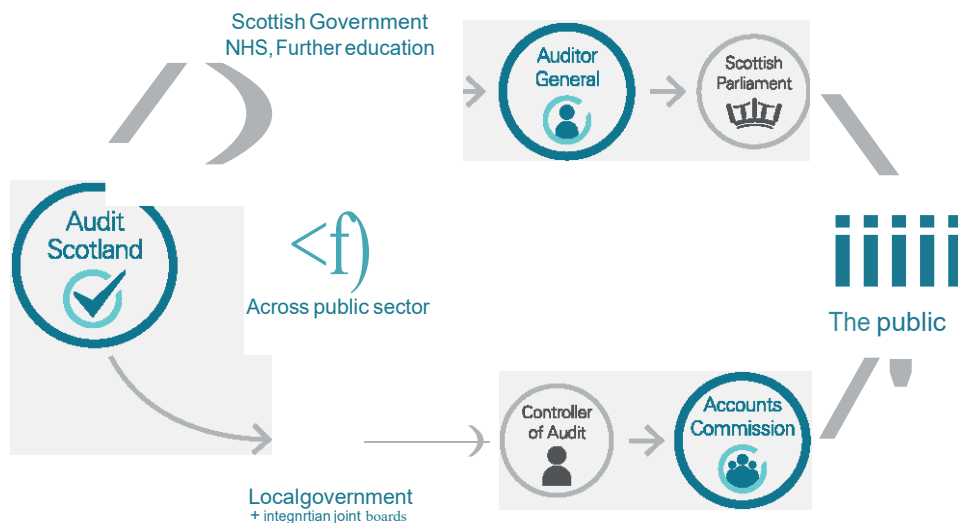 Scottish Government
NHS, Further education
Auditor
General
Scottish
Parliament
Audit
Scotland
<f)
Across public sector
iiiii
The public
Controller
of Audit
Accounts
Commission
Localgovernment
+ integnrtian joint boards